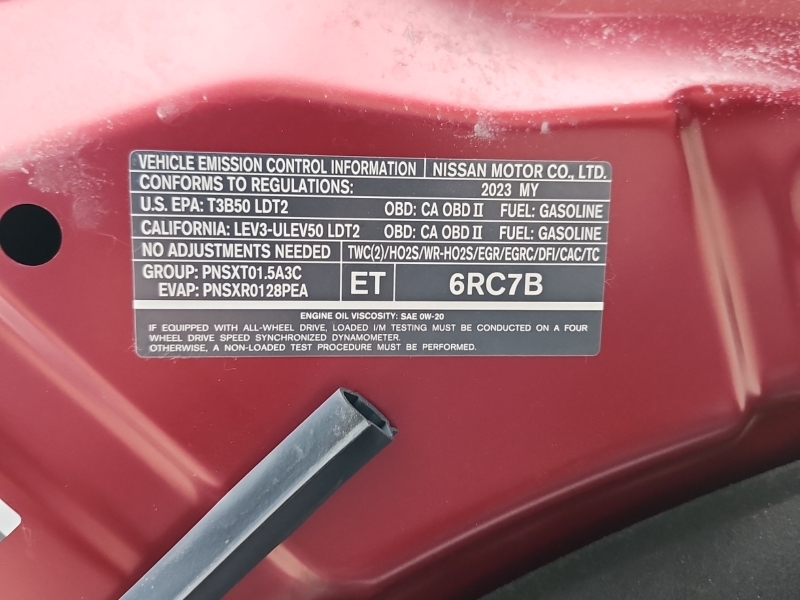 VEHICLE EMISSION CONTROL INFORMATION NISSAN MOTOR CO., LTD.
CONFORMS TO REGULATIONS: 2023 MY
U.S. EPA: T3B50 LDT2 OBD: CA OBD II FUEL: GASOLINE
CALIFORNIA: LEV3-ULEV50 LDT2 OBD: CA OBD II FUEL: GASOLINE
NO ADJUSTMENTS NEEDED TWC(2)/HO2S/WR-HO2S/EGR/EGRC/DFI/CAC/TC
GROUP: PNSXT01.5A3C
EVAP: PNSXR0128PEA ET 6RC7B
ENGINE OIL VISCOSITY: SAE 0W-20
IF EQUIPPED WITH ALL-WHEEL DRIVE, LOADED I/M TESTING MUST BE CONDUCTED ON A FOUR
WHEEL DRIVE SPEED SYNCHRONIZED DYNAMOMETER.
OTHERWISE, A NON-LOADED TEST PROCEDURE MUST BE PERFORMED.